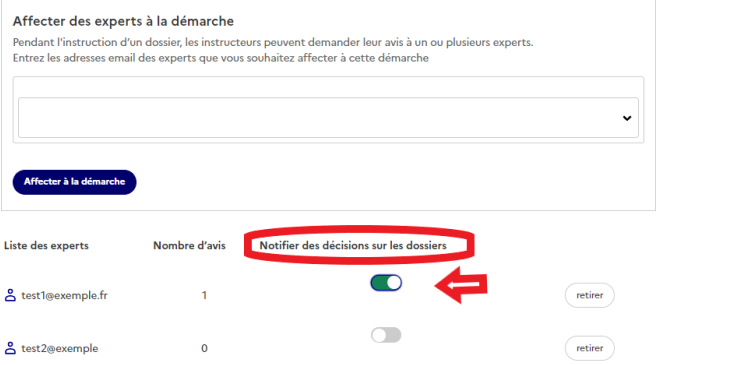 Affecter des experts à la démarche
Pendant l'instruction d'un dossier, les instructeurs peuvent demander leur avis à un ou plusieurs experts.
Entrez les adresses email des experts que vous souhaitez affecter à cette démarche
Affecter à la démarche
Liste des experts Nombre d'avis Notifier des décisions sur les dossiers
test1@exemple.fr 1 retirer
test2@exemple 0 retirer